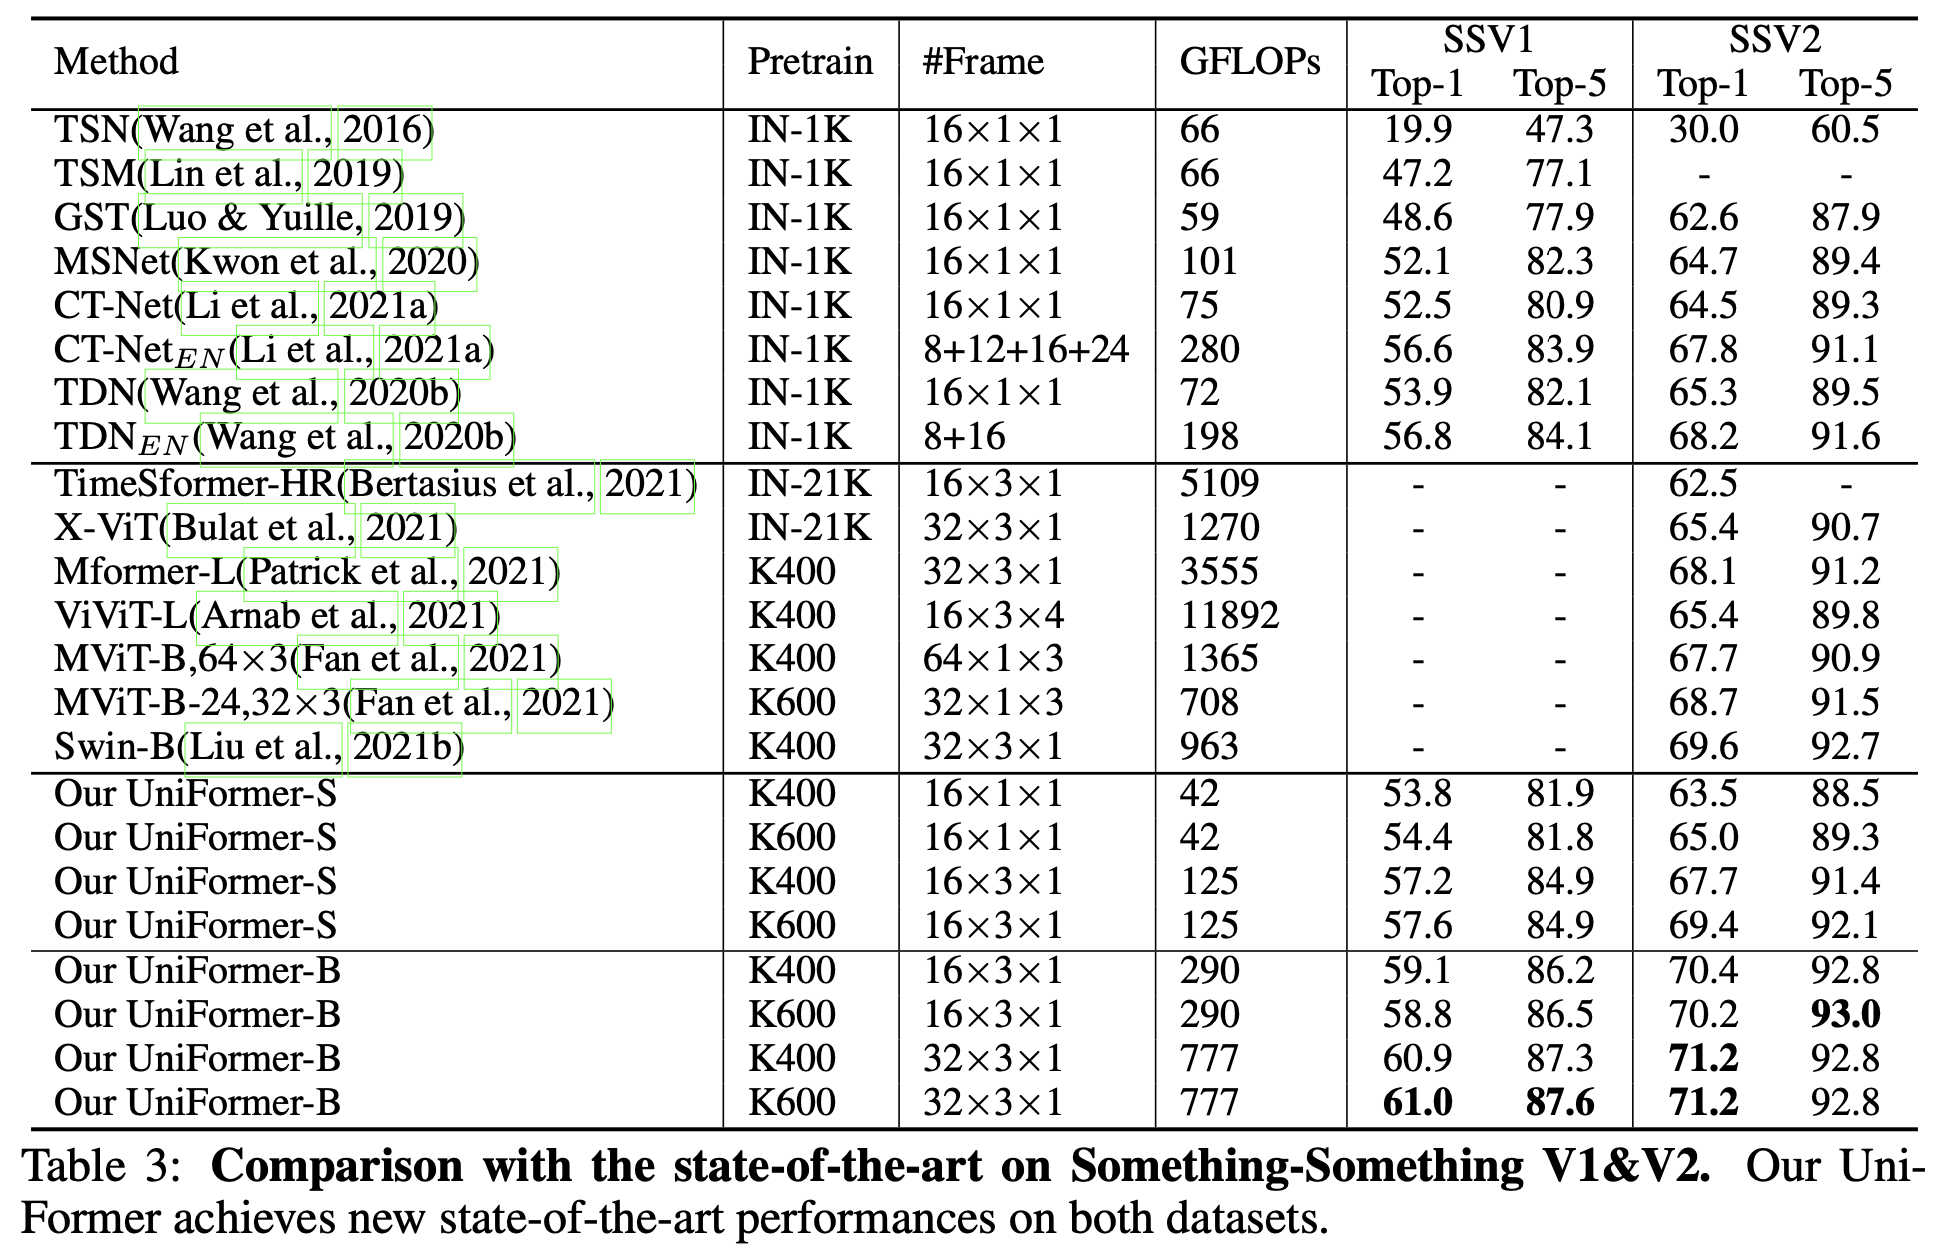 Method Pretrain #Frame GFLOPs SSV1 SSV2
Top-1 Top-5 Top-1 Top-5
TSN(Wang et al., 2016) IN-1K 16×1×1 66 19.9 47.3 30.0 60.5
TSM(Lin et al., 2019) IN-1K 16×1×1 66 47.2 77.1 - -
GST(Luo & Yuille, 2019) IN-1K 16×1×1 59 48.6 77.9 62.6 87.9
MSNet(Kwon et al., 2020) IN-1K 16×1×1 101 52.1 82.3 64.7 89.4
CT-Net(Li et al., 2021a) IN-1K 16×1×1 75 52.5 80.9 64.5 89.3
CT-NetEN(Li et al., 2021a) IN-1K 8+12+16+24 280 56.6 83.9 67.8 91.1
TDN(Wang et al., 2020b) IN-1K 16×1×1 72 53.9 82.1 65.3 89.5
TDNEN(Wang et al., 2020b) IN-1K 8+16 198 56.8 84.1 68.2 91.6
TimeSformer-HR(Bertasius et al., 2021) IN-21K 16×3×1 5109 - - 62.5 -
X-ViT(Bulat et al., 2021) IN-21K 32×3×1 1270 - - 65.4 90.7
Mformer-L(Patrick et al., 2021) K400 32×3×1 3555 - - 68.1 91.2
ViViT-L(Arnab et al., 2021) K400 16×3×4 11892 - - 65.4 89.8
MViT-B,64×3(Fan et al., 2021) K400 64×1×3 1365 - - 67.7 90.9
MViT-B-24,32×3(Fan et al., 2021) K600 32×1×3 708 - - 68.7 91.5
Swin-B(Liu et al., 2021b) K400 32×3×1 963 - - 69.6 92.7
Our UniFormer-S K400 16×1×1 42 53.8 81.9 63.5 88.5
Our UniFormer-S K600 16×1×1 42 54.4 81.8 65.0 89.3
Our UniFormer-S K400 16×3×1 125 57.2 84.9 67.7 91.4
Our UniFormer-S K600 16×3×1 125 57.6 84.9 69.4 92.1
Our UniFormer-B K400 16×3×1 290 59.1 86.2 70.4 92.8
Our UniFormer-B K600 16×3×1 290 58.8 86.5 70.2 93.0
Our UniFormer-B K400 32×3×1 777 60.9 87.3 71.2 92.8
Our UniFormer-B K600 32×3×1 777 61.0 87.6 71.2 92.8
Table 3: Comparison with the state-of-the-art on Something-Something V1&V2. Our Uni-
Former achieves new state-of-the-art performances on both datasets.